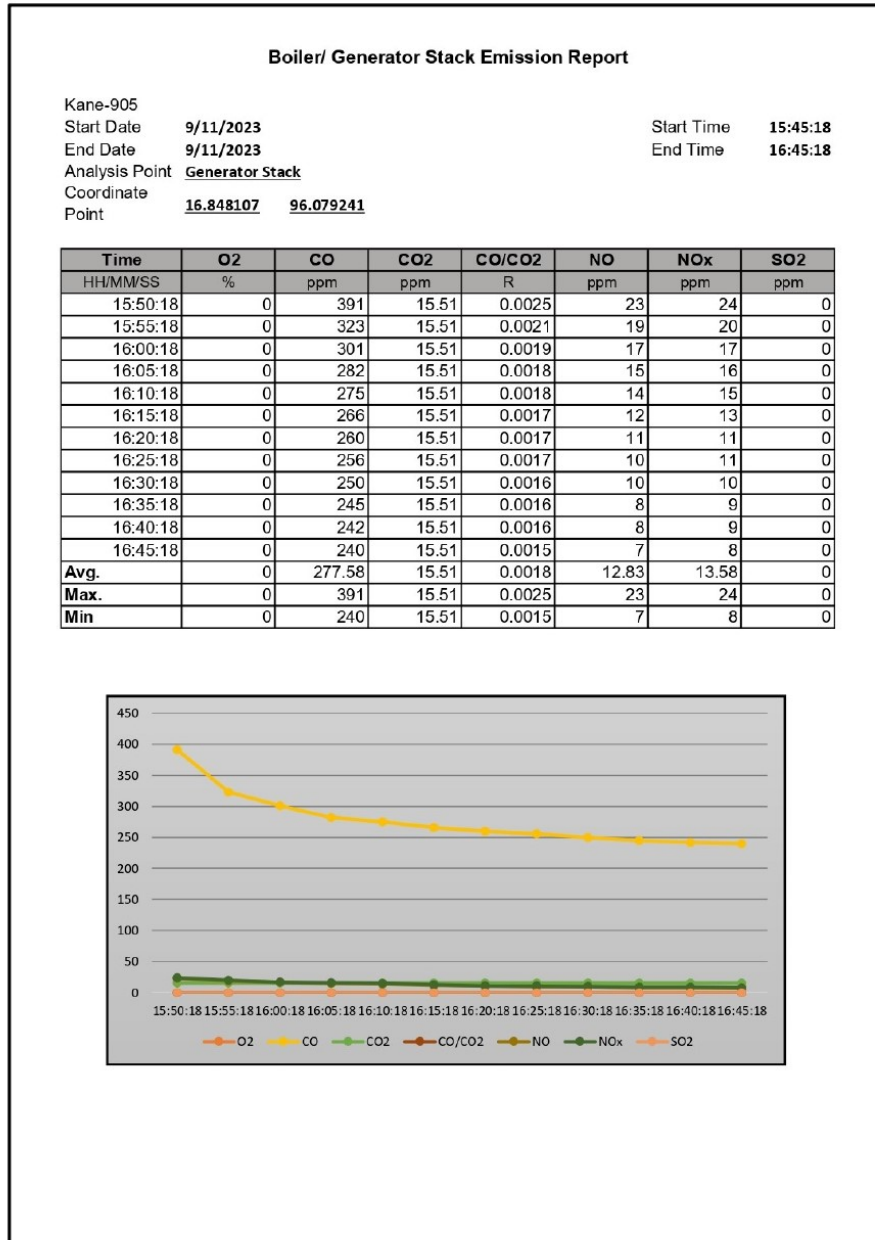 Boiler/ Generator Stack Emission Report
Kane-905
Start Date 9/11/2023 Start Time 15:45:18
End Date 9/11/2023 End Time 16:45:18
Analysis Point Generator Stack
Coordinate
Point 16.848107 96.079241
Time O2 CO CO2 CO/CO2 NO NOx SO2
HH/MM/SS % ppm ppm R ppm ppm ppm
15:50:18 0 391 15.51 0.0025 23 24 0
15:55:18 0 323 15.51 0.0021 19 20 0
16:00:18 0 301 15.51 0.0019 17 17 0
16:05:18 0 282 15.51 0.0018 15 16 0
16:10:18 0 275 15.51 0.0018 14 15 0
16:15:18 0 266 15.51 0.0017 12 13 0
16:20:18 0 260 15.51 0.0017 11 11 0
16:25:18 0 256 15.51 0.0017 10 11 0
16:30:18 0 250 15.51 0.0016 10 10 0
16:35:18 0 245 15.51 0.0016 8 9 0
16:40:18 0 242 15.51 0.0016 8 9 0
16:45:18 0 240 15.51 0.0015 7 8 0
Avg. 0 277.58 15.51 0.0018 12.83 13.58 0
Max. 0 391 15.51 0.0025 23 24 0
Min 0 240 15.51 0.0015 7 8 0
450
400
350
300
250
200
150
100
50
0
15:50:18 15:55:18 16:00:18 16:05:18 16:10:18 16:15:18 16:20:18 16:25:18 16:30:18 16:35:18 16:40:18 16:45:18
O2 CO CO2 CO/CO2 NO NOx SO2